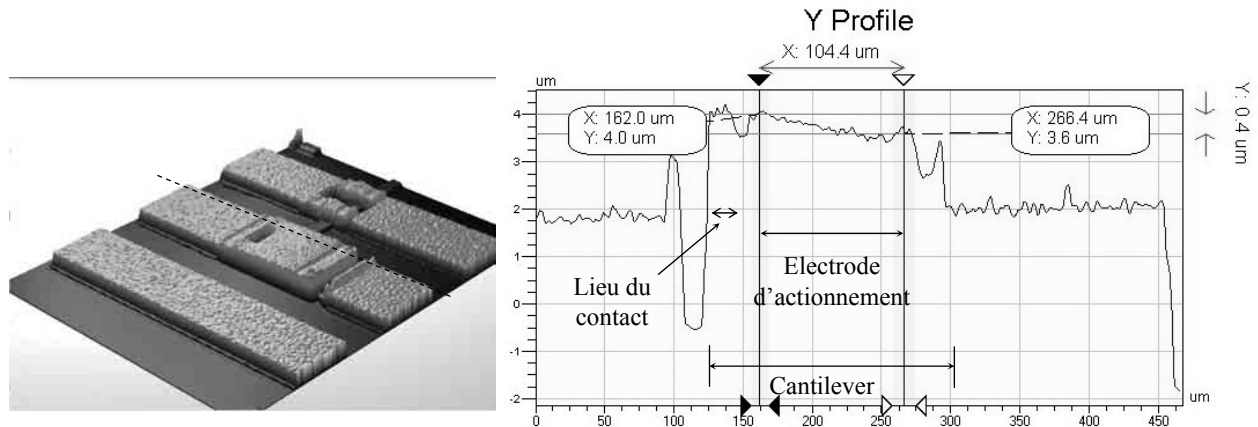 Y Profile
X: 104.4 um
um
X: 162.0 um
Y: 4.0 um
X: 266.4 um
Y: 3.6 um
Y: 0.4 um
4
3
2
1
0
-1
-2
Lieu du
contact
Electrode
d'actionnement
Cantilever
0
50
100
150
200
250
300
350
400
450
um